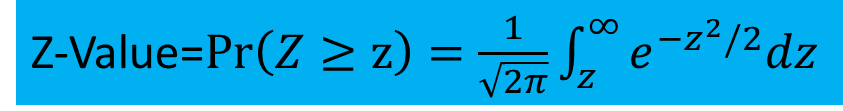 Z-Value=Pr(Z ≥ z) = 1/√2π ∫_Z^∞ e^{-z²/2} dz